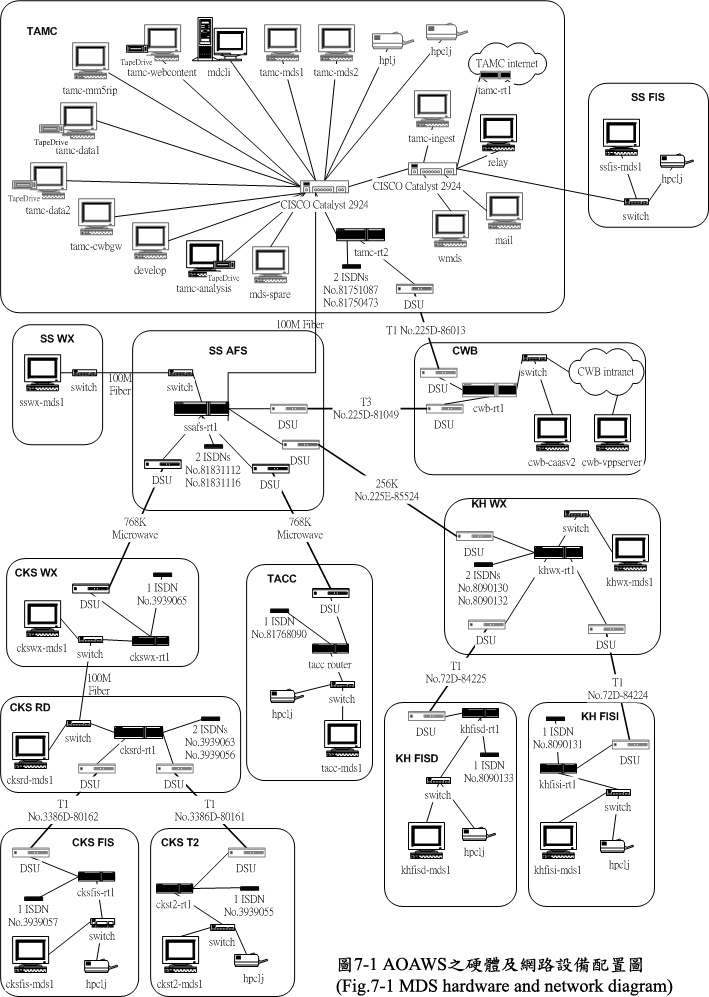 TAMC
TapeDrive
tamc-webcontent
mdcli
tamc-mds1
tamc-mds2
hplj
hpclj
TAMC internet
tamc-rt1
tamc-mm5rip
TapeDrive
tamc-data1
TapeDrive
tamc-data2
tamc-cwbgw
develop
TapeDrive
tamc-analysis
mds-spare
CISCO Catalyst 2924
tamc-ingest
relay
CISCO Catalyst 2924
wmds
mail
tamc-rt2
2 ISDNs
No.81751087
No.81750473
DSU
SS FIS
ssfis-mds1
hpclj
switch
100M Fiber
T1 No.225D-86013
SS WX
sswx-mds1
switch
100M
Fiber
SS AFS
switch
ssafs-rt1
DSU
DSU
2 ISDNs
No.81831112
No.81831116
DSU
DSU
T3
No.225D-81049
CWB
DSU
DSU
cwb-rt1
switch
CWB intranet
cwb-caasv2
cwb-vppserver
256K
No.225E-85524
768K
Microwave
768K
Microwave
KH WX
switch
DSU
khwx-rt1
khwx-mds1
2 ISDNs
No.8090130
No.8090132
DSU
DSU
CKS WX
1 ISDN
No.3939065
DSU
ckswx-mds1
switch
ckswx-rt1
100M
Fiber
TACC
DSU
1 ISDN
No.81768090
tacc router
switch
hpclj
tacc-mds1
T1
No.72D-84225
T1
No.72D-84224
CKS RD
switch
cksrd-rt1
2 ISDNs
No.3939063
No.3939056
cksrd-mds1
DSU
DSU
T1
No.3386D-80162
T1
No.3386D-80161
KH FISD
DSU
khfisd-rt1
1 ISDN
No.8090133
switch
hpclj
khfisd-mds1
KH FISI
1 ISDN
No.8090131
DSU
khfisi-rt1
switch
khfisi-mds1
hpclj
CKS FIS
DSU
cksfis-rt1
1 ISDN
No.3939057
switch
cksfis-mds1
hpclj
CKS T2
DSU
ckst2-rt1
1 ISDN
No.3939055
switch
ckst2-mds1
hpclj
圖7-1 AOAWS之硬體及網路設備配置圖
(Fig.7-1 MDS hardware and network diagram)